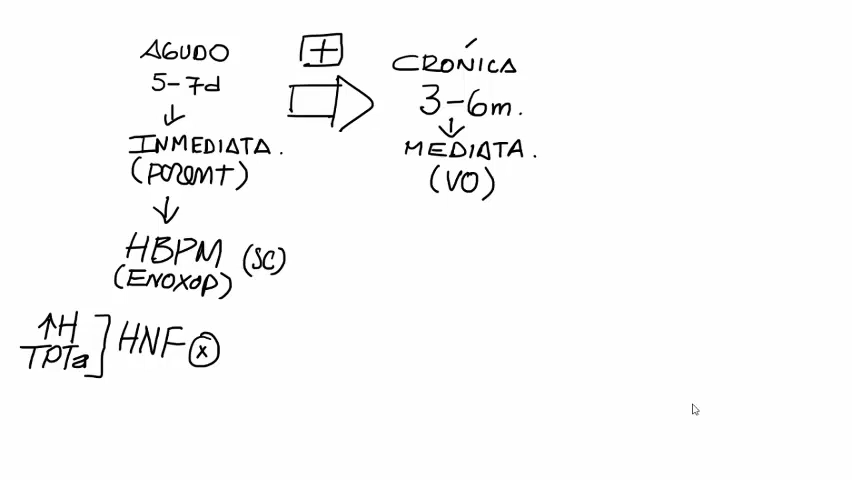 AGUDO
5-7d
↓
INMEDIATA.
(parent)
↓
HBPM (SC)
(ENOXAP)
↑H
TPTa
HNF x
+
CRÓNICA
3-6m.
↓
MEDIATA.
(VO)